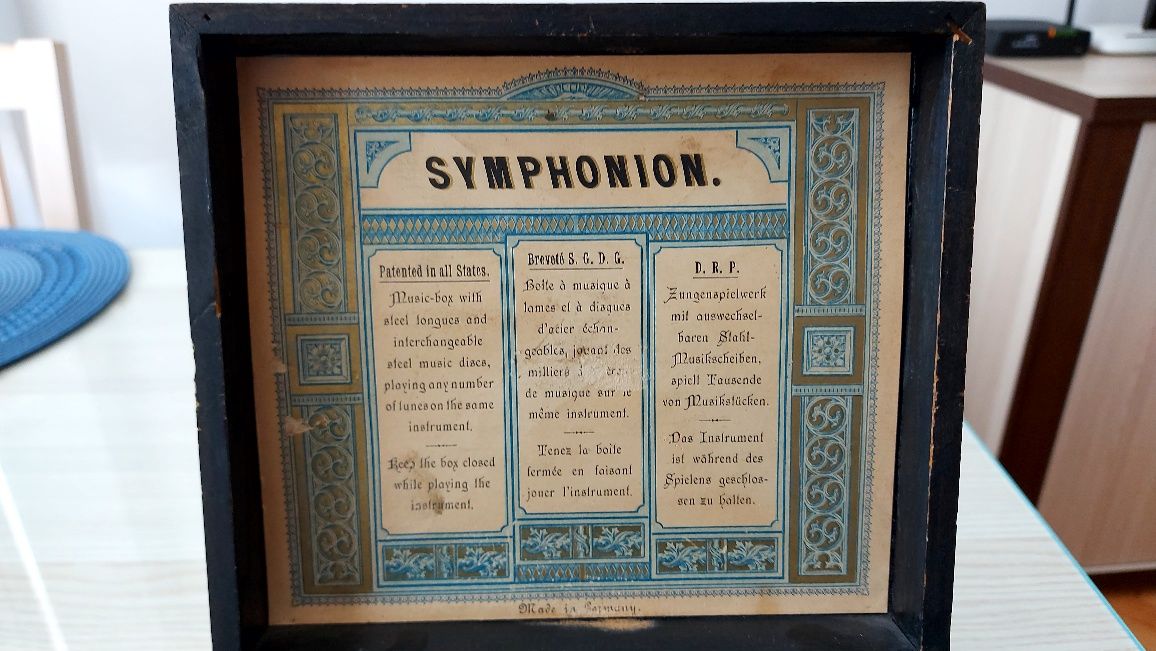 SYMPHONION.
Patented in all States.
Music-box with
steel tongues and
interchangeable
steel music discs,
playing any number
of tunes on the same
instrument.
Keep the box closed
while playing the
instrument.
Breveté S. G. D. G.
Boîte à musique à
lames et à disques
d'acier échan-
geables, jouant des
milliers
de musique sur le
même instrument.
Tenez la boîte
fermée en faisant
jouer l'instrument.
D. R. P.
Zungenspielwerk
mit auswechsel-
baren Stahl-
Musikscheiben,
spielt Tausende
von Musikstücken.
Das Instrument
ist während des
Spielens geschlos-
sen zu halten.
Made in Germany.